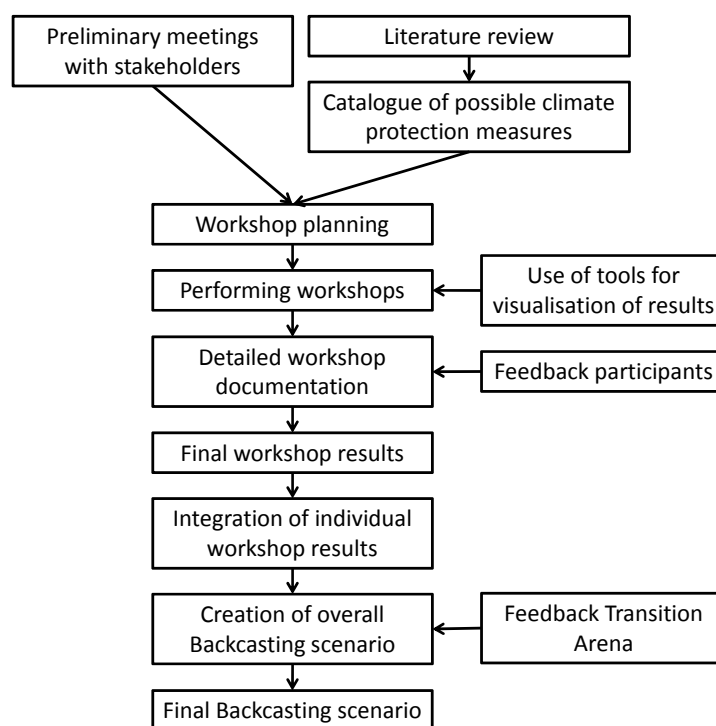 Preliminary meetings
with stakeholders
Literature review
Catalogue of possible climate
protection measures
Workshop planning
Performing workshops
Use of tools for
visualisation of results
Detailed workshop
documentation
Feedback participants
Final workshop results
Integration of individual
workshop results
Creation of overall
Backcasting scenario
Feedback Transition
Arena
Final Backcasting scenario